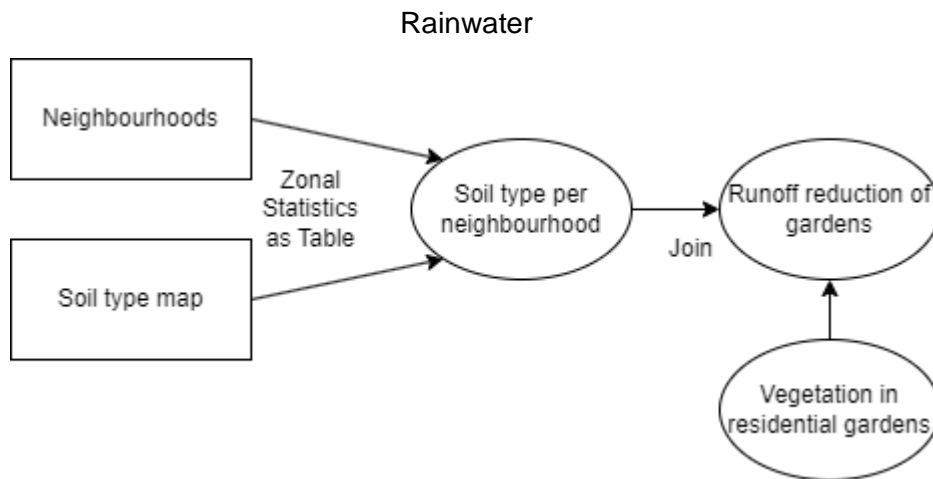 Rainwater
Neighbourhoods
Zonal
Statistics
as Table
Soil type map
Soil type per
neighbourhood
Join
Runoff reduction of
gardens
Vegetation in
residential gardens